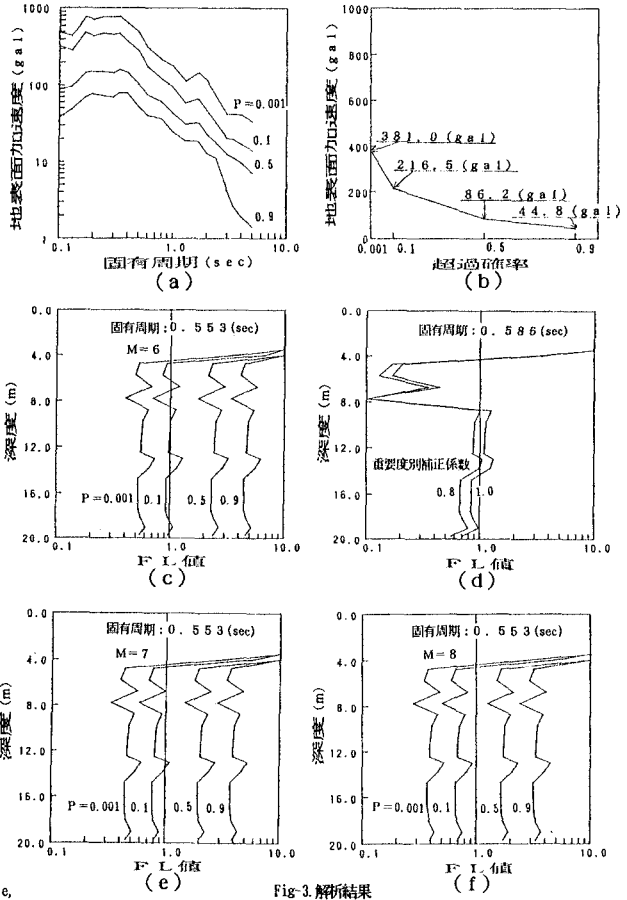 1000
100
10
1
地表面加速度(gal)
P=0.001
0.1
0.5
0.9
0.1
1.0
10.0
固有周期(sec)
(a)
1000
800
600
400
200
0
地表面加速度(gal)
381.0 (gal)
216.5 (gal)
86.2 (gal)
44.8 (gal)
0.001
0.1
0.5
0.9
超過確率
(b)
0.0
4.0
8.0
12.0
16.0
20.0
深度(m)
固有周期:0.553(sec)
M=6
P=0.001
0.1
0.5
0.9
0.1
1.0
10.0
FL値
(c)
0.0
4.0
8.0
12.0
16.0
20.0
深度(m)
固有周期:0.586(sec)
重要度別補正係数
0.8
1.0
0.1
1.0
10.0
FL値
(d)
0.0
4.0
8.0
12.0
16.0
20.0
深度(m)
固有周期:0.553(sec)
M=7
P=0.001
0.1
0.5
0.9
0.1
1.0
10.0
FL値
(e)
0.0
4.0
8.0
12.0
16.0
20.0
深度(m)
固有周期:0.553(sec)
M=8
P=0.001
0.1
0.5
0.9
0.1
1.0
10.0
FL値
(f)
e,
Fig-3.解析結果